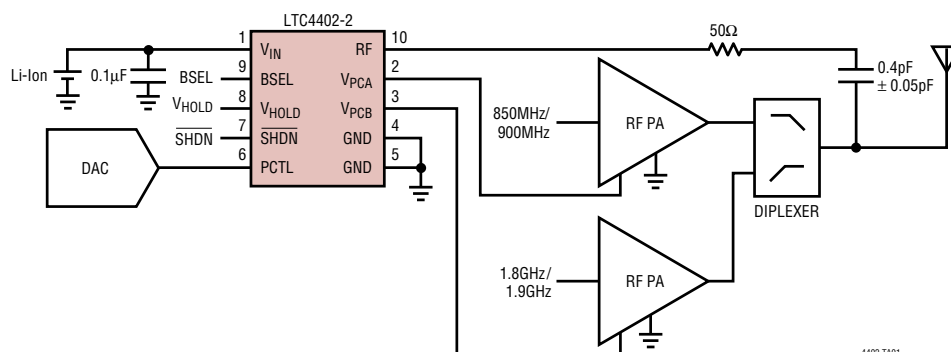 LTC4402-2
50Ω
1
VIN
RF
10
Li-Ion
0.1µF
0.4pF
± 0.05pF
BSEL
9
BSEL
VPCA
2
VHOLD
8
VHOLD
VPCB
3
850MHz/
900MHz
RF PA
SHDN
7
SHDN
GND
4
DAC
6
PCTL
GND
5
DIPLEXER
1.8GHz/
1.9GHz
RF PA
4402 TA01